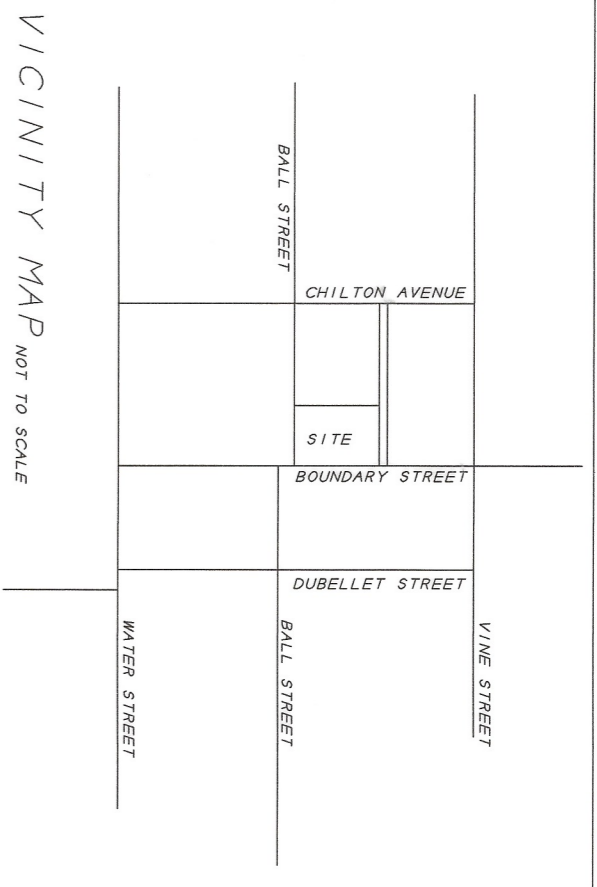 VICINITY MAP NOT TO SCALE
BALL STREET
CHILTON AVENUE
SITE
BOUNDARY STREET
DUBELLET STREET
WATER STREET
BALL STREET
VINE STREET